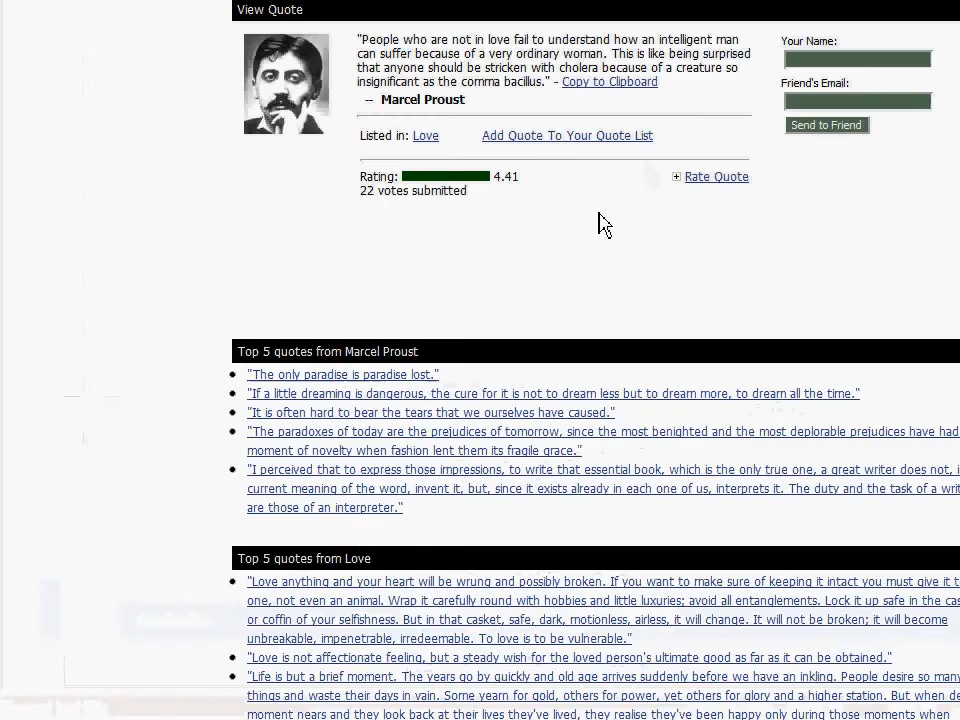 View Quote
"People who are not in love fail to understand how an intelligent man
can suffer because of a very ordinary woman. This is like being surprised
that anyone should be stricken with cholera because of a creature so
insignificant as the comma bacillus." - Copy to Clipboard
-- Marcel Proust
Your Name:
Friend's Email:
Send to Friend
Listed in: Love Add Quote To Your Quote List
Rating: 4.41 Rate Quote
22 votes submitted
Top 5 quotes from Marcel Proust
"The only paradise is paradise lost."
"If a little dreaming is dangerous, the cure for it is not to dream less but to dream more, to dream all the time."
"It is often hard to bear the tears that we ourselves have caused."
"The paradoxes of today are the prejudices of tomorrow, since the most benighted and the most deplorable prejudices have had
moment of novelty when fashion lent them its fragile grace."
"I perceived that to express those impressions, to write that essential book, which is the only true one, a great writer does not, i
current meaning of the word, invent it, but, since it exists already in each one of us, interprets it. The duty and the task of a writ
are those of an interpreter."
Top 5 quotes from Love
"Love anything and your heart will be wrung and possibly broken. If you want to make sure of keeping it intact you must give it t
one, not even an animal. Wrap it carefully round with hobbies and little luxuries; avoid all entanglements. Lock it up safe in the cas
or coffin of your selfishness. But in that casket, safe, dark, motionless, airless, it will change. It will not be broken; it will become
unbreakable, impenetrable, irredeemable. To love is to be vulnerable."
"Love is not affectionate feeling, but a steady wish for the loved person's ultimate good as far as it can be obtained."
"Life is but a brief moment. The years go by quickly and old age arrives suddenly before we have an inkling. People desire so many
things and waste their days in vain. Some yearn for gold, others for power, yet others for glory and a higher station. But when de
moment nears and they look back at their lives they've lived, they realise they've been happy only during those moments when